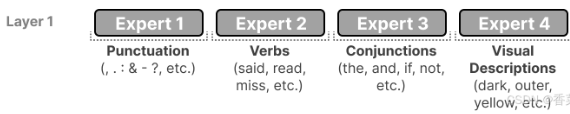 Layer 1
Expert 1
Expert 2
Expert 3
Expert 4
Punctuation
(, . : & - ?, etc.)
Verbs
(said, read,
miss, etc.)
Conjunctions
(the, and, if, not,
etc.)
Visual
Descriptions
(dark, outer,
yellow, etc.)